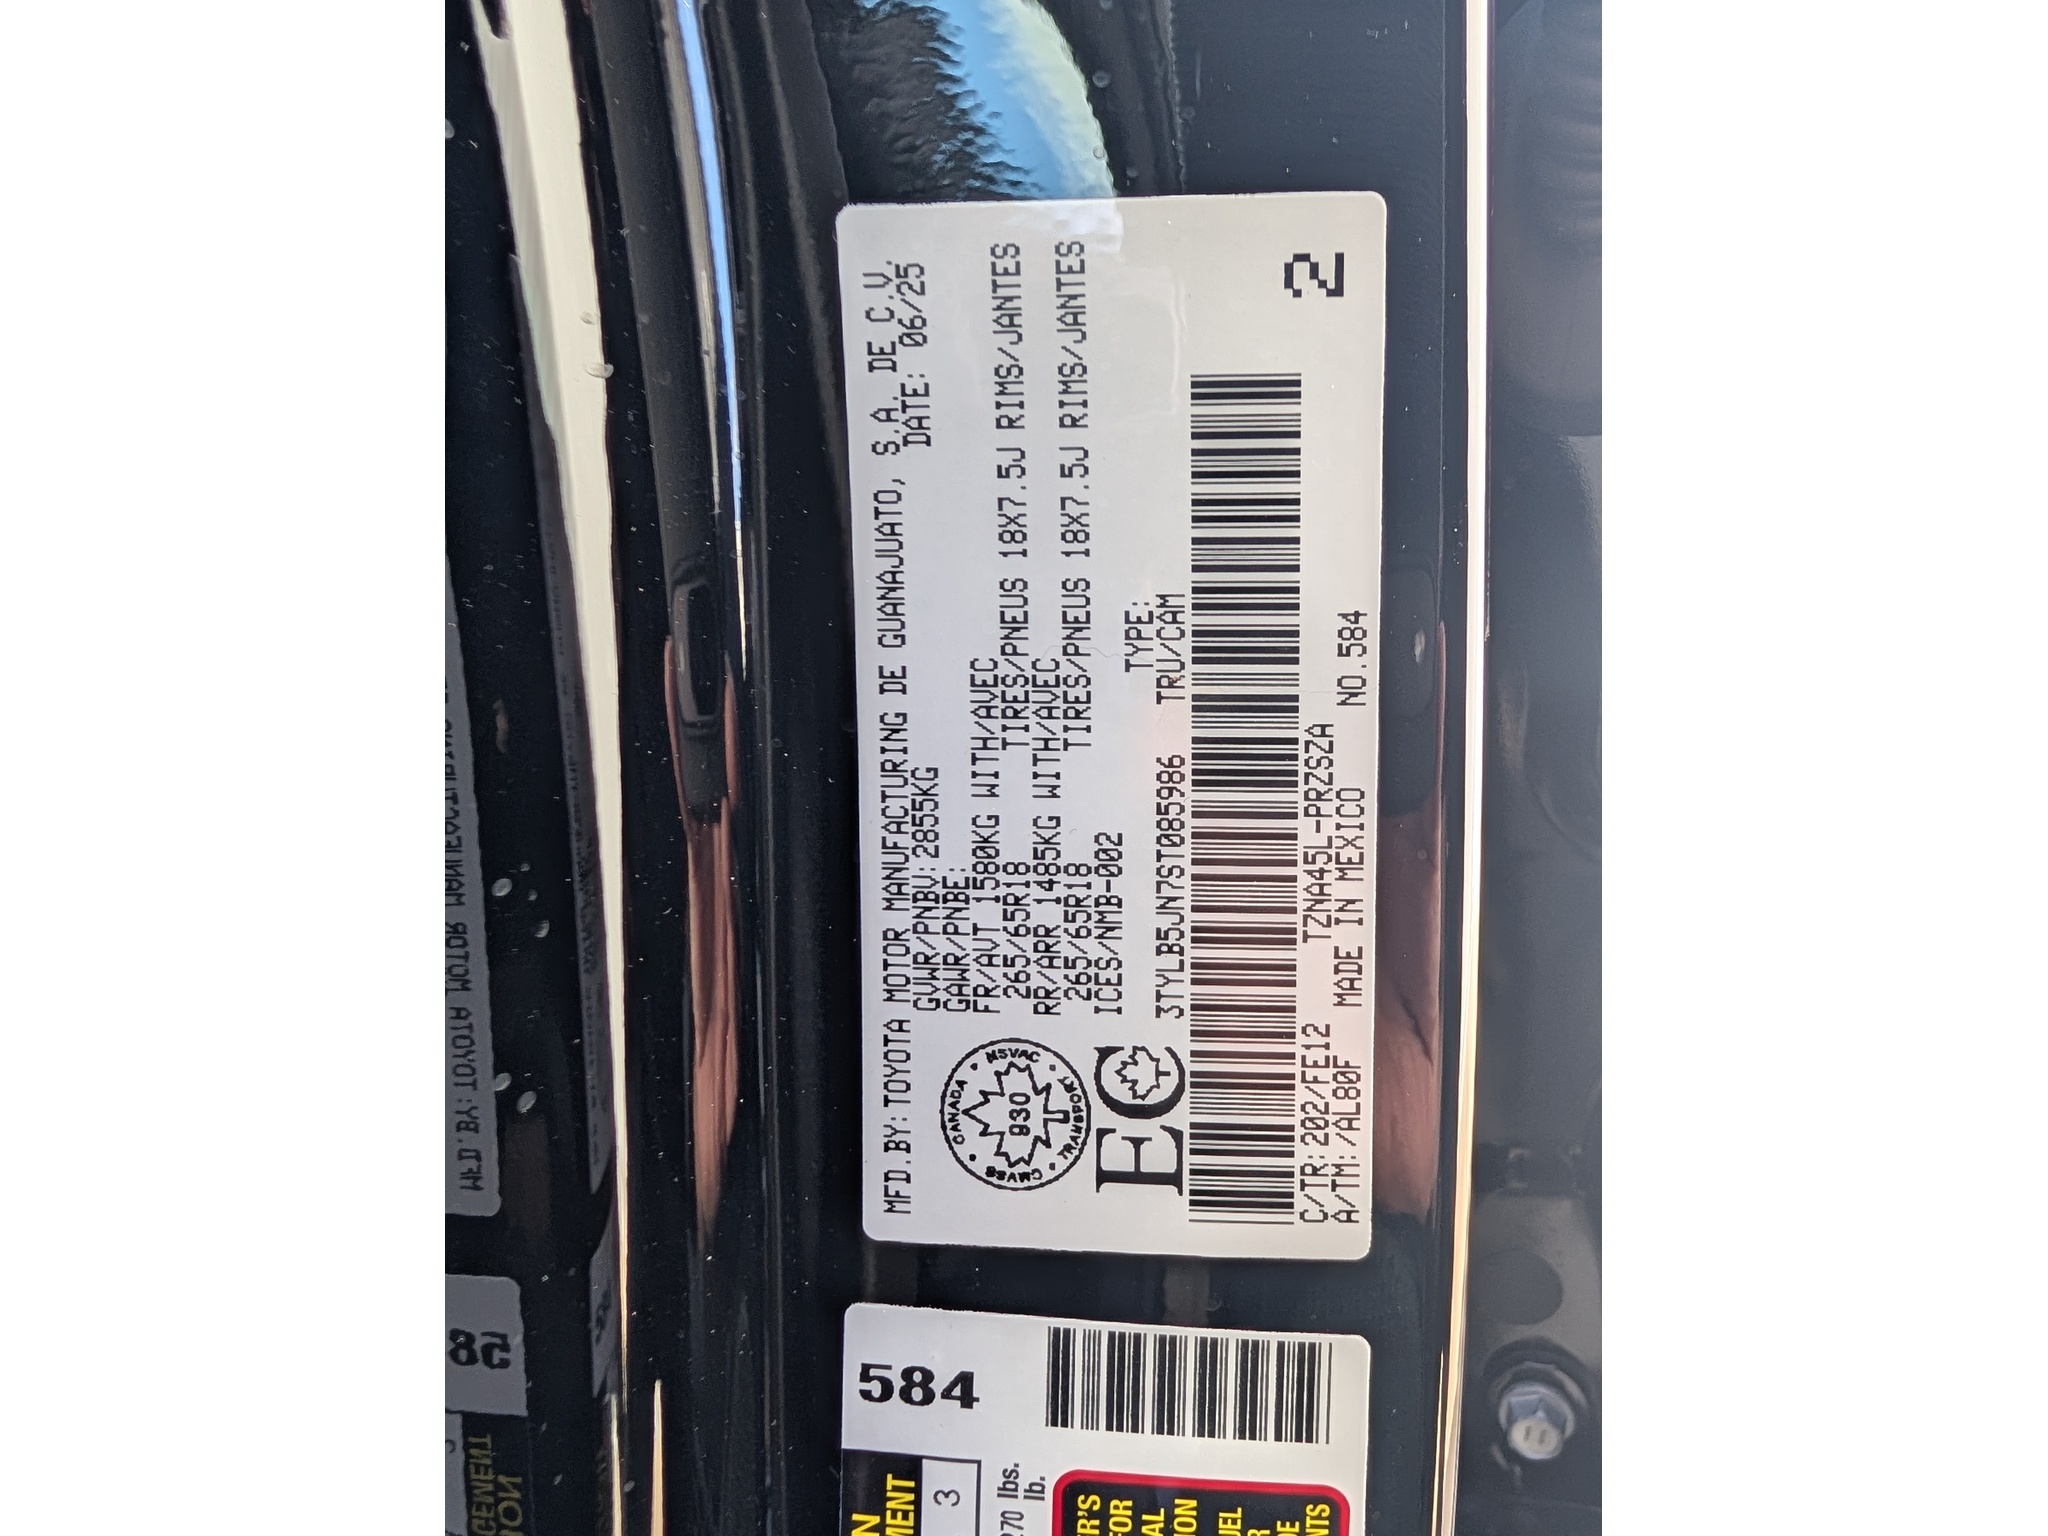 MFD.BY:TOYOTA MOTOR MANUFACTURING DE GUANAJUATO, S.A. DE C.V.
GVWR/PNBV:2855KG DATE: 06/25
GAWR/PNBE:
FR/AVT 1580KG WITH/AVEC
265/65R18 TIRES/PNEUS 18X7.5J RIMS/JANTES
RR/ARR 1485KG WITH/AVEC
265/65R18 TIRES/PNEUS 18X7.5J RIMS/JANTES
ICES/NMB-002
CANADA
NSVAC
TRANSPORT
CMVSS
930
EC
TYPE:
3TYLB5JN7ST085986 TRU/CAM
C/TR:202/FE12 TZNA45L-PRZSZA
A/TM:/AL80F MADE IN MEXICO NO.584
2
584
3
lbs.
lb.